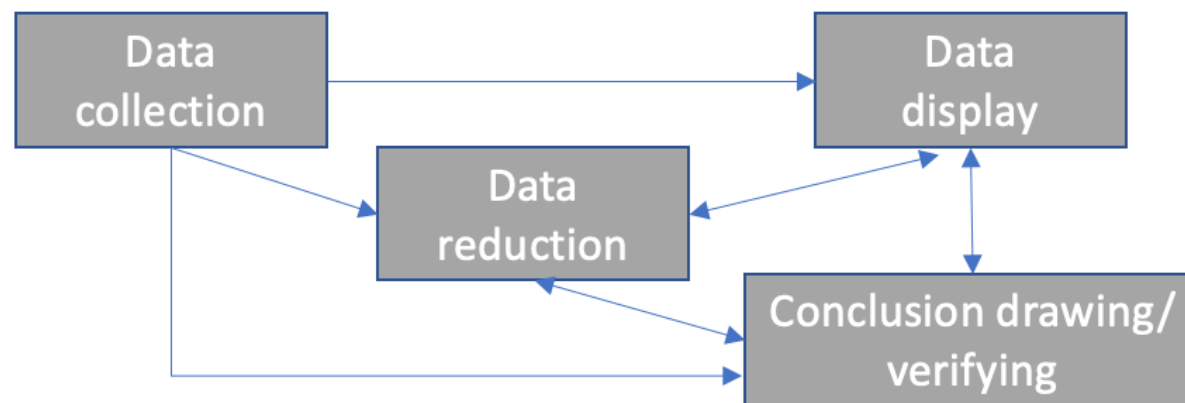 Data
collection
Data
display
Data
reduction
Conclusion drawing/
verifying